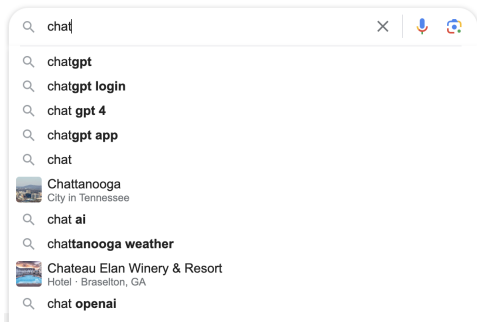 chat
chatgpt
chatgpt login
chat gpt 4
chatgpt app
chat
Chattanooga
City in Tennessee
chat ai
chattanooga weather
Chateau Elan Winery & Resort
Hotel · Braselton, GA
chat openai